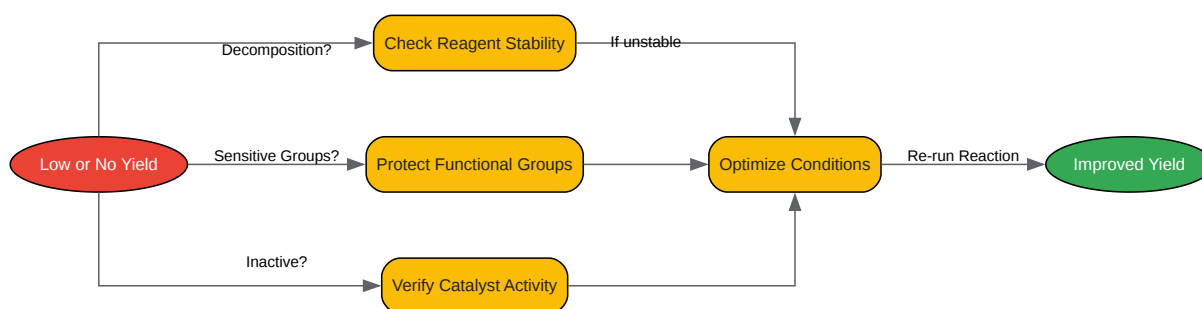 Decomposition?
Check Reagent Stability
If unstable
Low or No Yield
Sensitive Groups?
Protect Functional Groups
Optimize Conditions
Re-run Reaction
Improved Yield
Inactive?
Verify Catalyst Activity